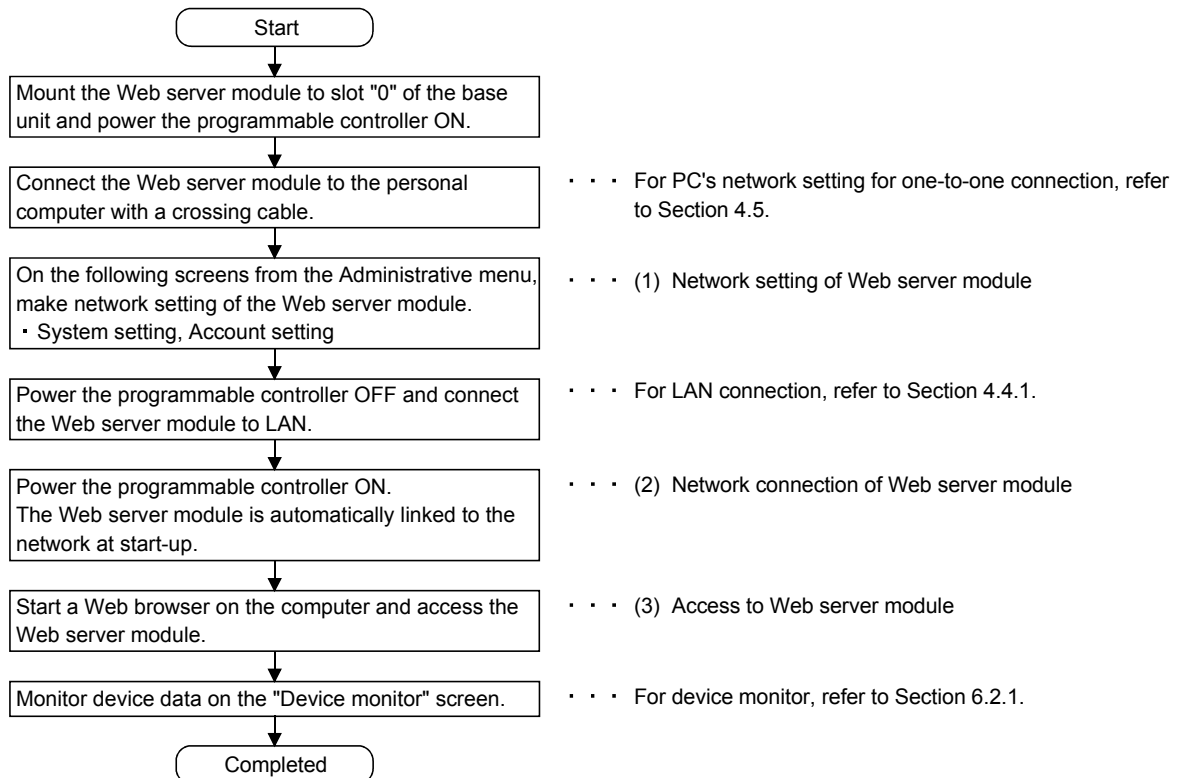 Start
Mount the Web server module to slot "0" of the base
unit and power the programmable controller ON.
Connect the Web server module to the personal
computer with a crossing cable.
· · · For PC's network setting for one-to-one connection, refer
to Section 4.5.
On the following screens from the Administrative menu,
make network setting of the Web server module.
· System setting, Account setting
· · · (1) Network setting of Web server module
Power the programmable controller OFF and connect
the Web server module to LAN.
· · · For LAN connection, refer to Section 4.4.1.
Power the programmable controller ON.
The Web server module is automatically linked to the
network at start-up.
· · · (2) Network connection of Web server module
Start a Web browser on the computer and access the
Web server module.
· · · (3) Access to Web server module
Monitor device data on the "Device monitor" screen.
· · · For device monitor, refer to Section 6.2.1.
Completed